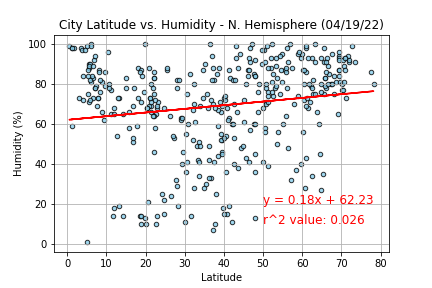 City Latitude vs. Humidity - N. Hemisphere (04/19/22)
100
80
60
40
20
0
Humidity (%)
y = 0.18x + 62.23
r^2 value: 0.026
0 10 20 30 40 50 60 70 80
Latitude